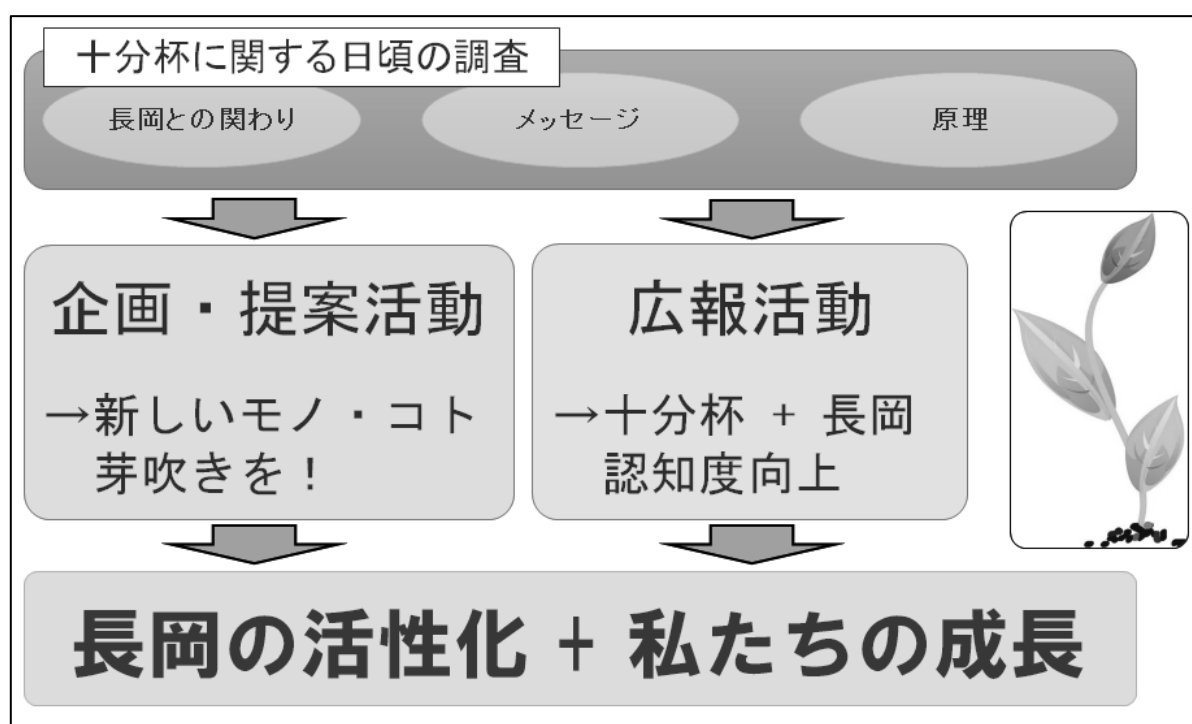 十分杯に関する日頃の調査
長岡との関わり
メッセージ
原理
企画・提案活動
→新しいモノ・コト
芽吹きを！
広報活動
→十分杯 + 長岡
認知度向上
長岡の活性化 + 私たちの成長